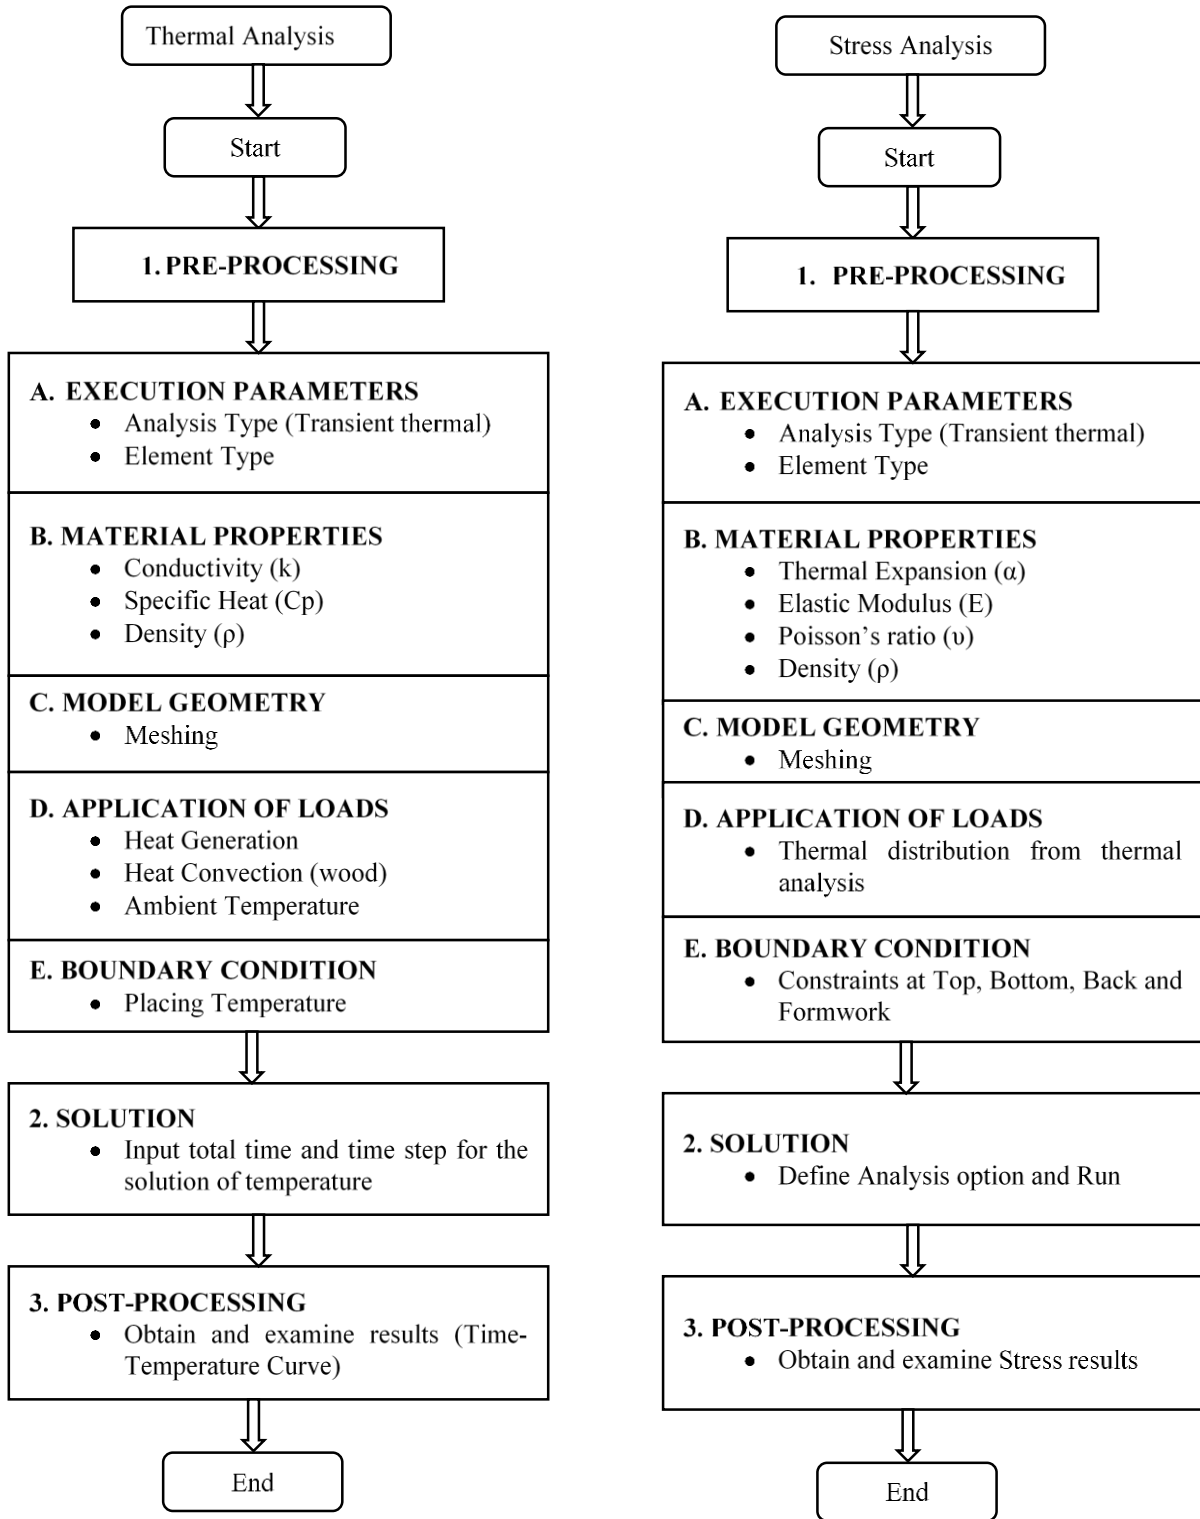 Thermal Analysis
Start
1. PRE-PROCESSING
A. EXECUTION PARAMETERS
• Analysis Type (Transient thermal)
• Element Type
B. MATERIAL PROPERTIES
• Conductivity (k)
• Specific Heat (Cp)
• Density (ρ)
C. MODEL GEOMETRY
• Meshing
D. APPLICATION OF LOADS
• Heat Generation
• Heat Convection (wood)
• Ambient Temperature
E. BOUNDARY CONDITION
• Placing Temperature
2. SOLUTION
• Input total time and time step for the
solution of temperature
3. POST-PROCESSING
• Obtain and examine results (Time-
Temperature Curve)
End
Stress Analysis
Start
1. PRE-PROCESSING
A. EXECUTION PARAMETERS
• Analysis Type (Transient thermal)
• Element Type
B. MATERIAL PROPERTIES
• Thermal Expansion (α)
• Elastic Modulus (E)
• Poisson’s ratio (υ)
• Density (ρ)
C. MODEL GEOMETRY
• Meshing
D. APPLICATION OF LOADS
• Thermal distribution from thermal
analysis
E. BOUNDARY CONDITION
• Constraints at Top, Bottom, Back and
Formwork
2. SOLUTION
• Define Analysis option and Run
3. POST-PROCESSING
• Obtain and examine Stress results
End